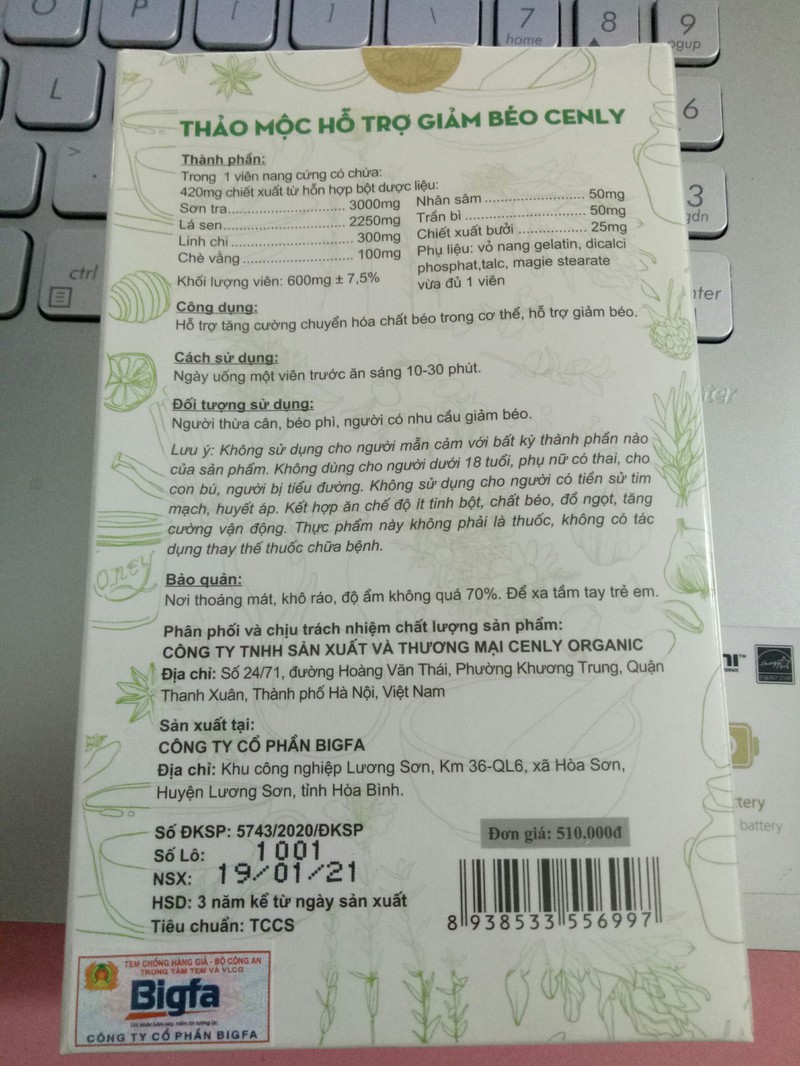 O
P
[
]
\
7
home
8
9
pgup
L
6
>
.
3
ctrl
THẢO MỘC HỖ TRỢ GIẢM BÉO CENLY
Thành phần:
Trong 1 viên nang cứng có chứa:
420mg chiết xuất từ hỗn hợp bột dược liệu:
Sơn tra.............................. 3000mg
Lá sen................................ 2250mg
Linh chi .............................. 300mg
Chè vằng ............................ 100mg
Khối lượng viên: 600mg ± 7,5%
Nhân sâm .................... 50mg
Trần bì ........................ 50mg
Chiết xuất bưởi .............. 25mg
Phụ liệu: vỏ nang gelatin, dicalci
phosphat,talc, magie stearate
vừa đủ 1 viên
Công dụng:
Hỗ trợ tăng cường chuyển hóa chất béo trong cơ thể, hỗ trợ giảm béo.
Cách sử dụng:
Ngày uống một viên trước ăn sáng 10-30 phút.
Đối tượng sử dụng:
Người thừa cân, béo phì, người có nhu cầu giảm béo.
Lưu ý: Không sử dụng cho người mẫn cảm với bất kỳ thành phần nào
của sản phẩm. Không dùng cho người dưới 18 tuổi, phụ nữ có thai, cho
con bú, người bị tiểu đường. Không sử dụng cho người có tiền sử tim
mạch, huyết áp. Kết hợp ăn chế độ ít tinh bột, chất béo, đồ ngọt, tăng
cường vận động. Thực phẩm này không phải là thuốc, không có tác
dụng thay thế thuốc chữa bệnh.
Bảo quản:
Nơi thoáng mát, khô ráo, độ ẩm không quá 70%. Để xa tầm tay trẻ em.
Phân phối và chịu trách nhiệm chất lượng sản phẩm:
CÔNG TY TNHH SẢN XUẤT VÀ THƯƠNG MẠI CENLY ORGANIC
Địa chỉ: Số 24/71, đường Hoàng Văn Thái, Phường Khương Trung, Quận
Thanh Xuân, Thành phố Hà Nội, Việt Nam
Sản xuất tại:
CÔNG TY CỔ PHẦN BIGFA
Địa chỉ: Khu công nghiệp Lương Sơn, Km 36-QL6, xã Hòa Sơn,
Huyện Lương Sơn, tỉnh Hòa Bình.
Số ĐKSP: 5743/2020/ĐKSP
Số Lô: 1001
NSX: 19/01/21
HSD: 3 năm kể từ ngày sản xuất
Tiêu chuẩn: TCCS
Đơn giá: 510.000đ
8 938533 556997
TEM CHỐNG HÀNG GIẢ - BỘ CÔNG AN
TRUNG TÂM TEM VÀ VLCG
Bigfa
CÔNG TY CỔ PHẦN BIGFA
battery